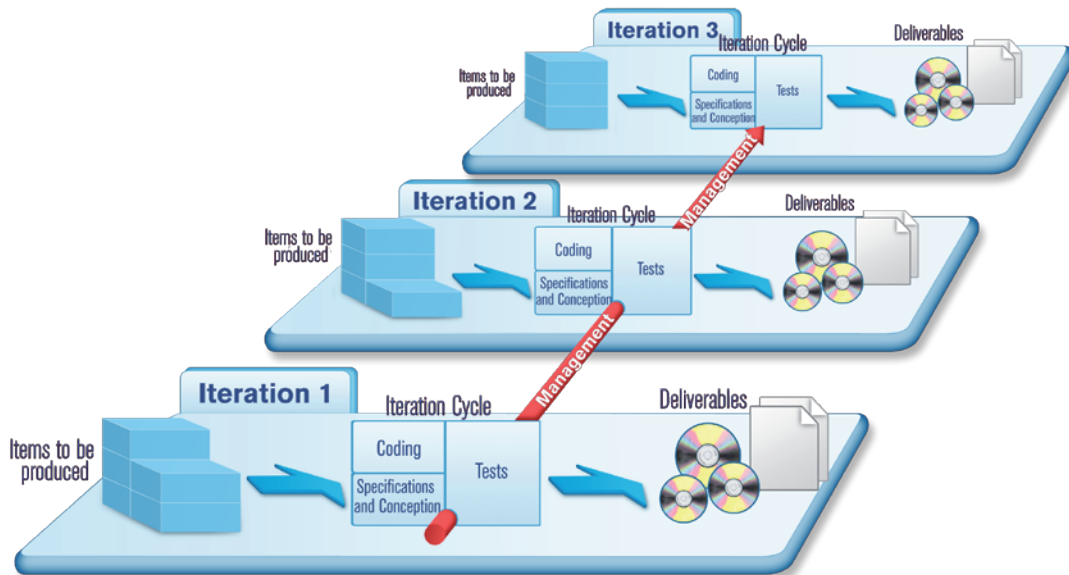 Iteration 3
Iteration Cycle
Deliverables
Items to be
produced
Coding
Tests
Specifications
and Conception
Management
Iteration 2
Iteration Cycle
Deliverables
Items to be
produced
Coding
Tests
Specifications
and Conception
Management
Iteration 1
Iteration Cycle
Deliverables
Items to be
produced
Coding
Tests
Specifications
and Conception